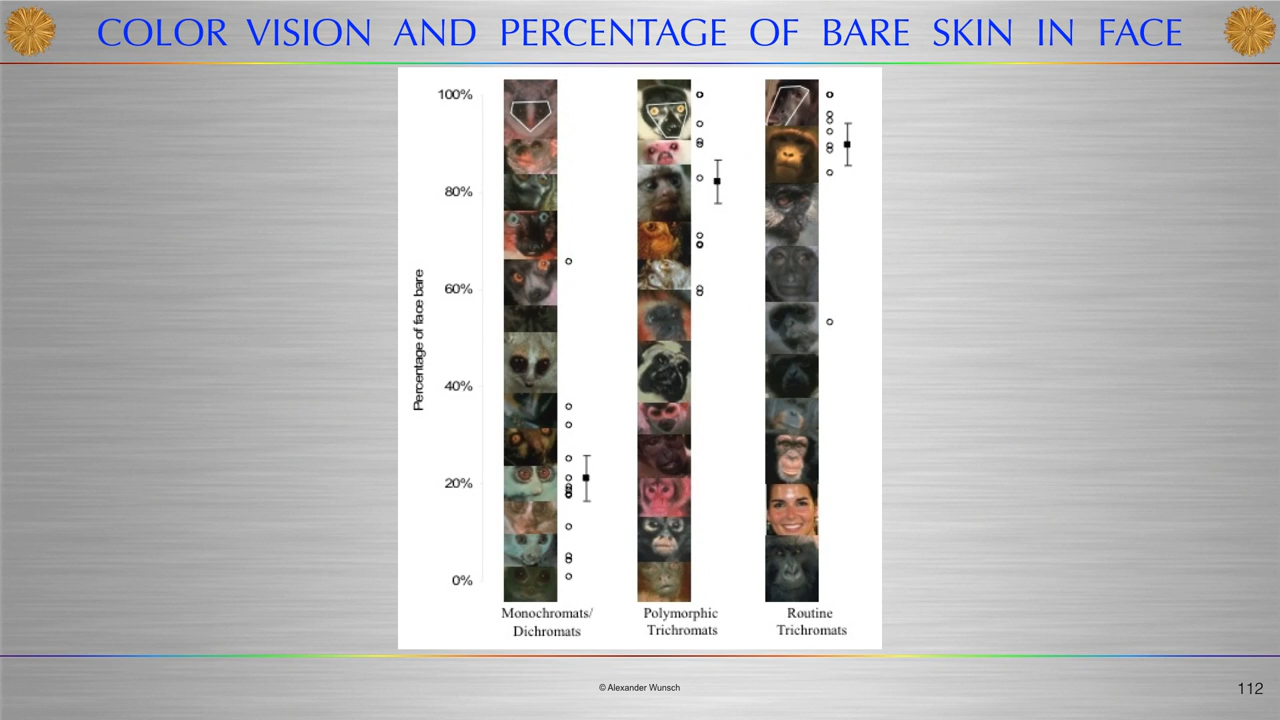 COLOR VISION AND PERCENTAGE OF BARE SKIN IN FACE
100%
80%
60%
40%
20%
0%
Percentage of face bare
Monochromats/
Dichromats
Polymorphic
Trichromats
Routine
Trichromats
© Alexander Wunsch
112